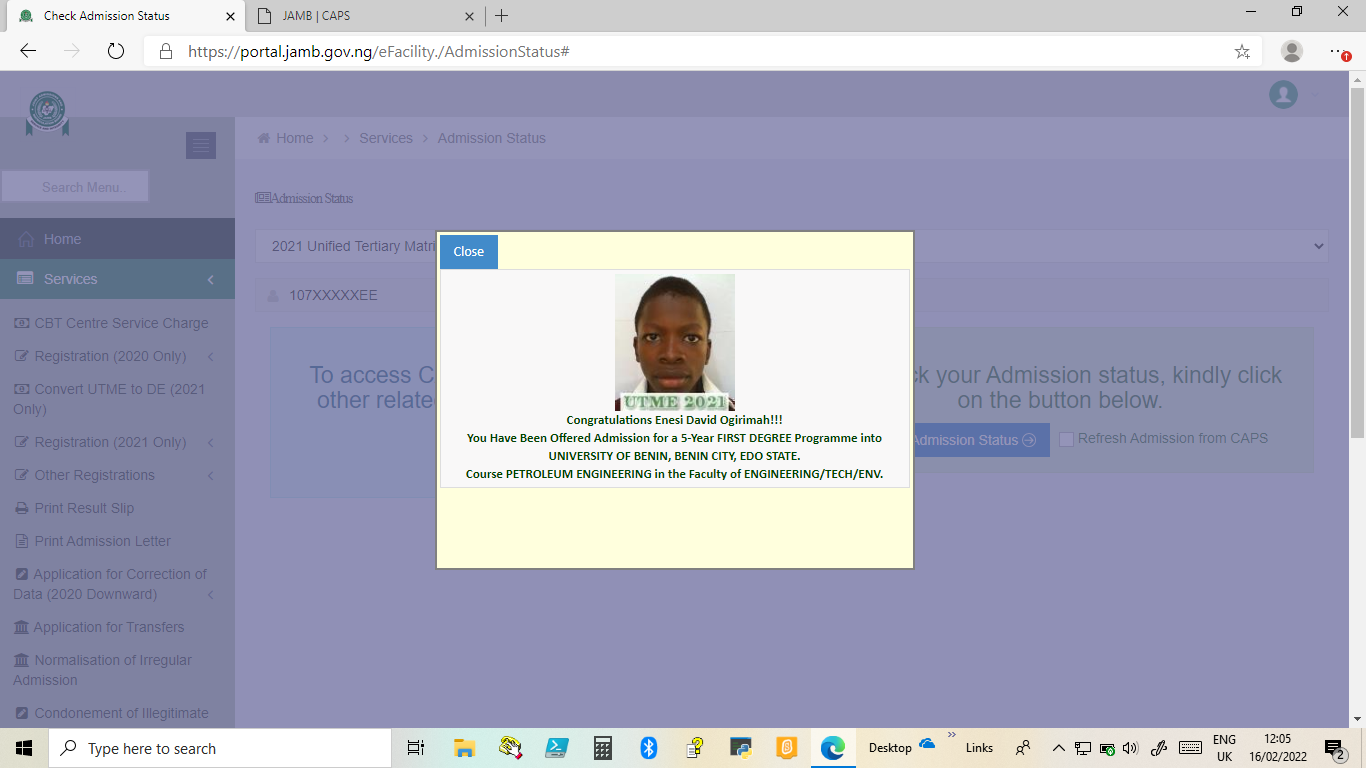 Check Admission Status
JAMB | CAPS
https://portal.jamb.gov.ng/eFacility./AdmissionStatus#
Home > > Services > Admission Status
Search Menu..
Admission Status
Home
2021 Unified Tertiary Matri
Close
Services
107XXXXXEE
CBT Centre Service Charge
Registration (2020 Only)
Convert UTME to DE (2021
Only)
Registration (2021 Only)
Other Registrations
Print Result Slip
Print Admission Letter
Application for Correction of
Data (2020 Downward)
Application for Transfers
Normalisation of Irregular
Admission
Condonement of Illegitimate
To access C
other relate
k your Admission status, kindly click
on the button below.
Admission Status
Refresh Admission from CAPS
UTME 2021
Congratulations Enesi David Ogirimah!!!
You Have Been Offered Admission for a 5-Year FIRST DEGREE Programme into
UNIVERSITY OF BENIN, BENIN CITY, EDO STATE.
Course PETROLEUM ENGINEERING in the Faculty of ENGINEERING/TECH/ENV.
Type here to search
Desktop
Links
ENG
UK
12:05
16/02/2022
2